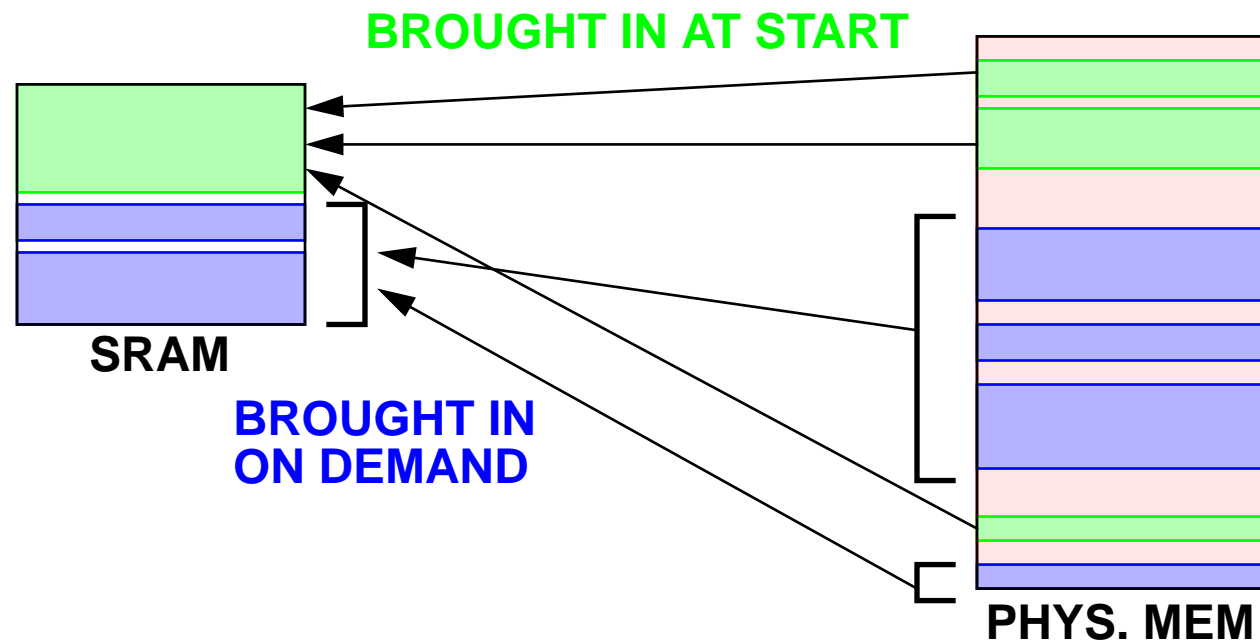 BROUGHT IN AT START
SRAM
BROUGHT IN
ON DEMAND
PHYS. MEM